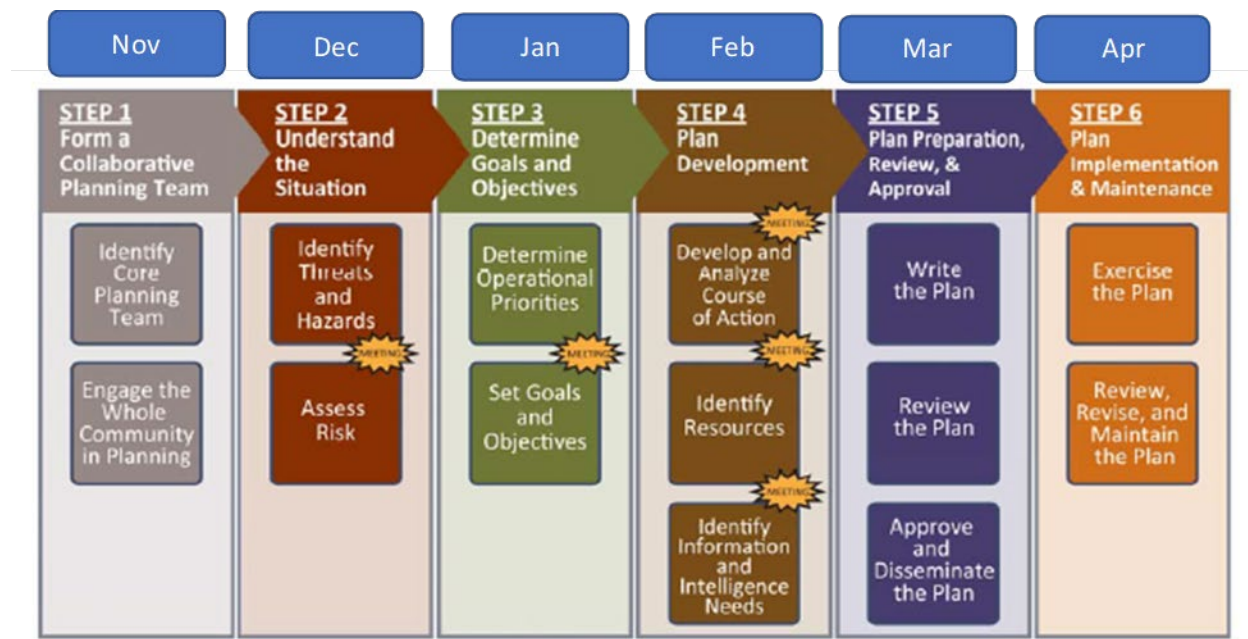 Nov
Dec
Jan
Feb
Mar
Apr
STEP 1
Form a
Collaborative
Planning Team
STEP 2
Understand
the
Situation
STEP 3
Determine
Goals and
Objectives
STEP 4
Plan
Development
STEP 5
Plan Preparation,
Review, &
Approval
STEP 6
Plan
Implementation
& Maintenance
Identify
Core
Planning
Team
Engage the
Whole
Community
in Planning
Identify
Threats
and
Hazards
MEETING
Assess
Risk
Determine
Operational
Priorities
MEETING
Set Goals
and
Objectives
MEETING
Develop and
Analyze
Course
of Action
MEETING
Identify
Resources
MEETING
Identify
Information
and
Intelligence
Needs
Write
the Plan
Review
the Plan
Approve
and
Disseminate
the Plan
Exercise
the Plan
Review,
Revise, and
Maintain
the Plan